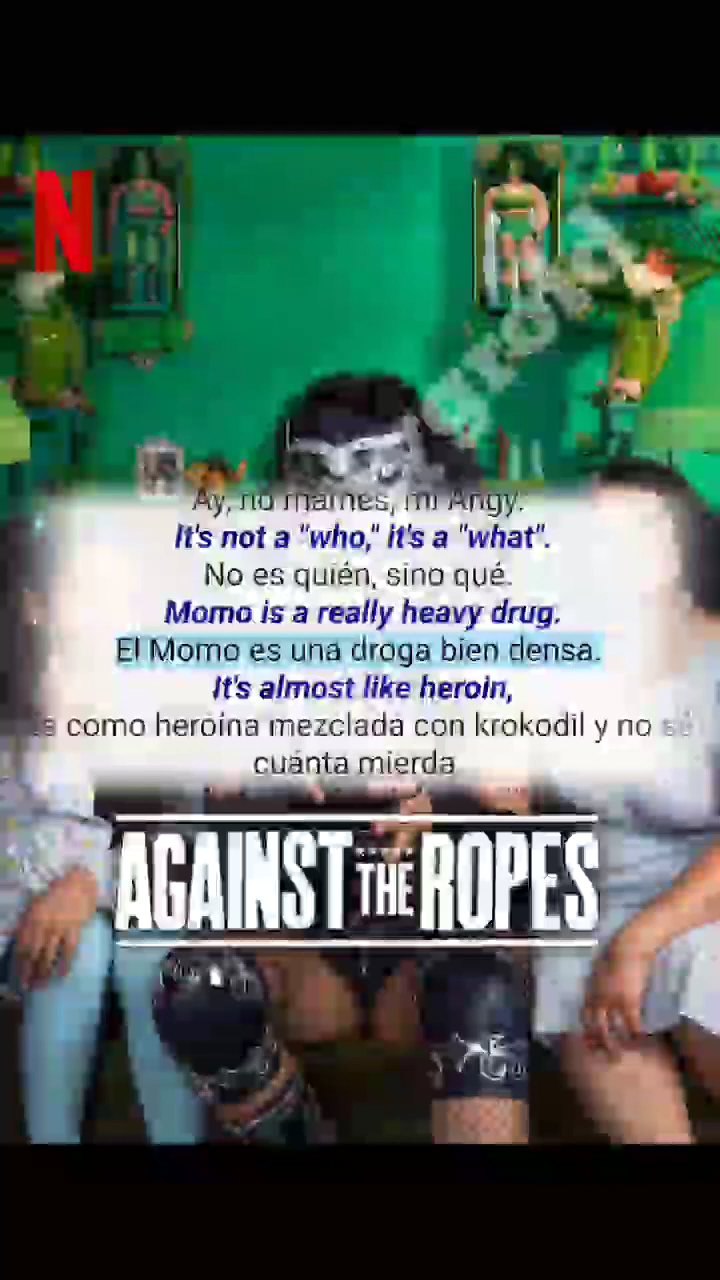 N
Ay, no mames, mi Angy.
It's not a "who," it's a "what".
No es quién, sino qué.
Momo is a really heavy drug.
El Momo es una droga bien densa.
It's almost like heroin,
como heroína mezclada con krokodil y no sé
cuánta mierda
AGAINST THE ROPES